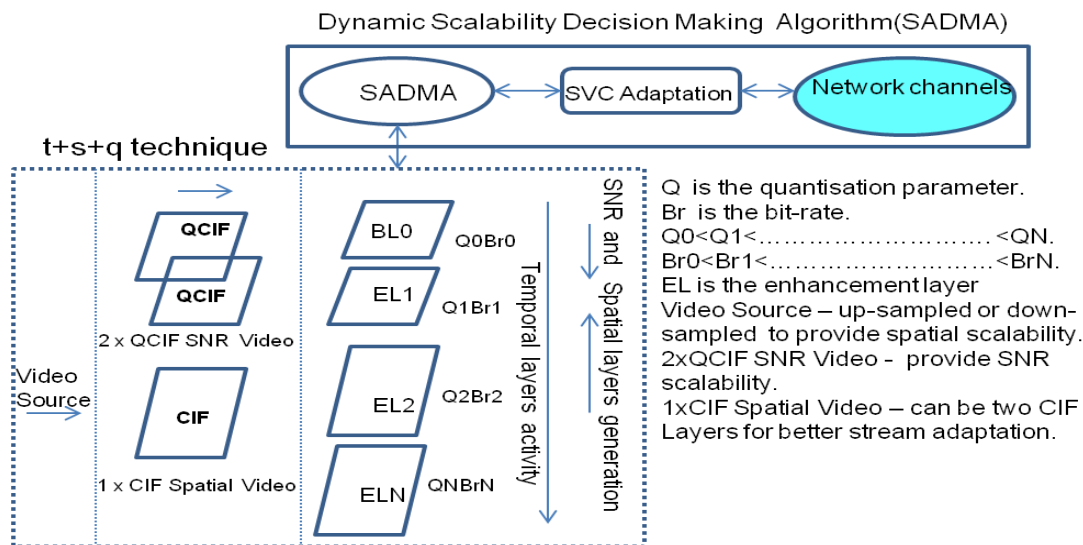 Dynamic Scalability Decision Making Algorithm(SADMA)
SADMA
SVC Adaptation
Network channels
t+s+q technique
QCIF
QCIF
2 x QCIF SNR Video
Video
Source
CIF
1 x CIF Spatial Video
BL0
Q0Br0
EL1
Q1Br1
EL2
Q2Br2
ELN
QNBrN
Temporal layers activity
SNR and Spatial layers generation
Q is the quantisation parameter.
Br is the bit-rate.
Q0<Q1<............................ <QN.
Br0<Br1<............................<BrN.
EL is the enhancement layer
Video Source – up-sampled or down-
sampled to provide spatial scalability.
2xQCIF SNR Video - provide SNR
scalability.
1xCIF Spatial Video – can be two CIF
Layers for better stream adaptation.